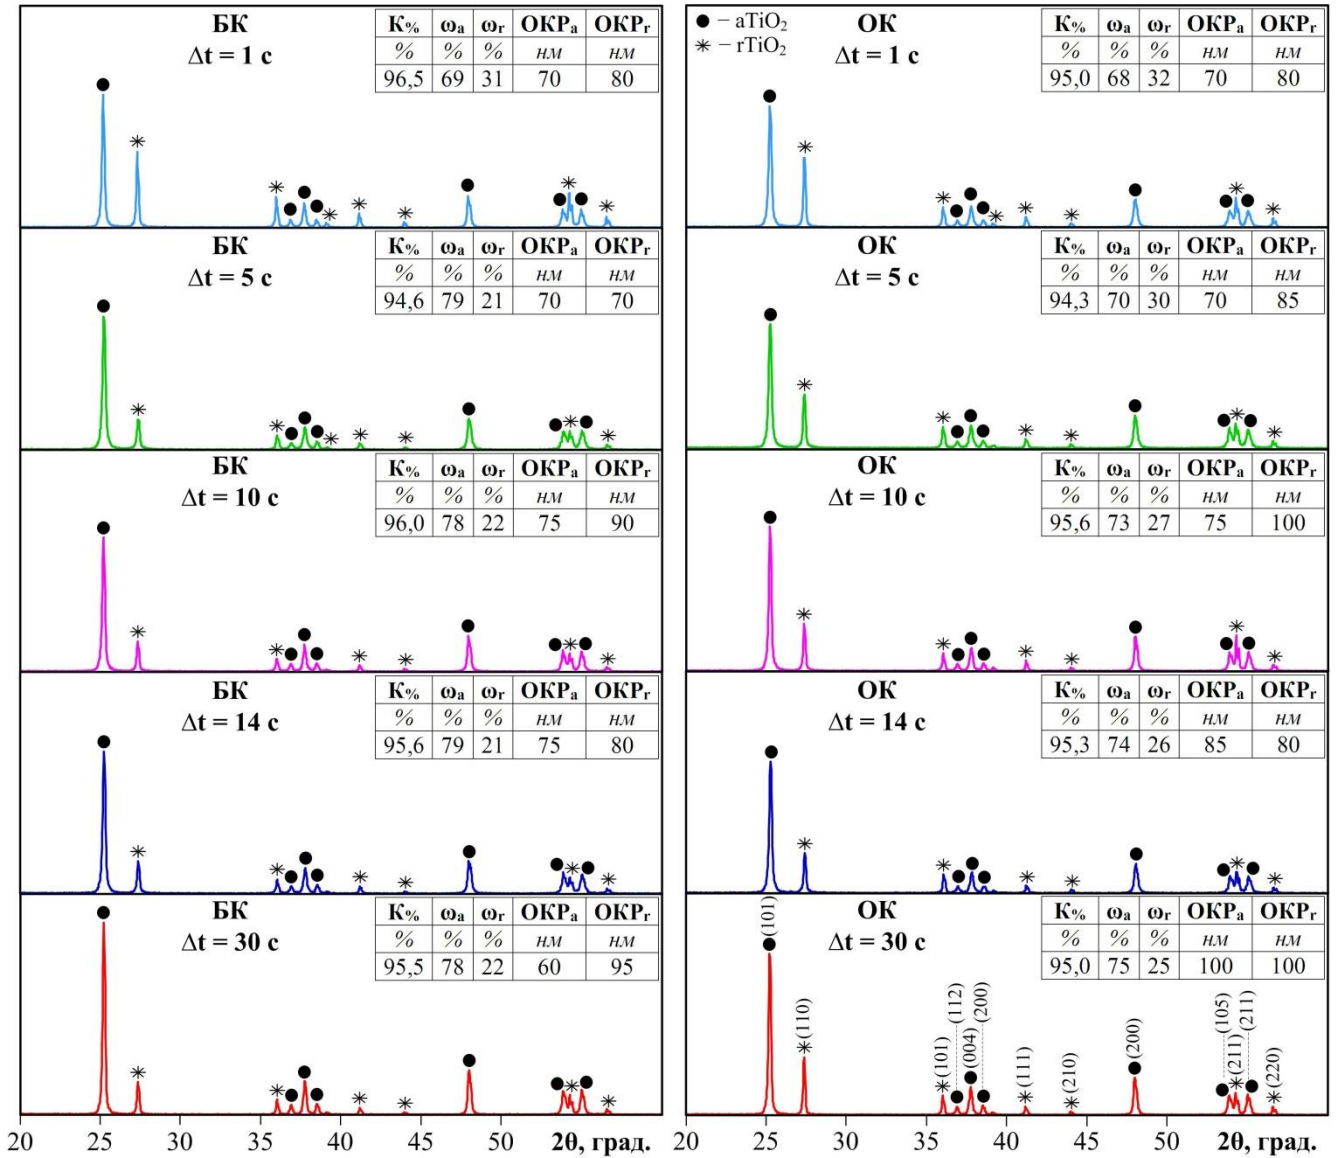 БК
Δt = 1 с
К% ωa ωr ОКРa ОКРr
% % % нм нм
96,5 69 31 70 80
● – aTiO₂
✳ – rTiO₂
ОК
Δt = 1 с
К% ωa ωr ОКРa ОКРr
% % % нм нм
95,0 68 32 70 80
БК
Δt = 5 с
К% ωa ωr ОКРa ОКРr
% % % нм нм
94,6 79 21 70 70
ОК
Δt = 5 с
К% ωa ωr ОКРa ОКРr
% % % нм нм
94,3 70 30 70 85
БК
Δt = 10 с
К% ωa ωr ОКРa ОКРr
% % % нм нм
96,0 78 22 75 90
ОК
Δt = 10 с
К% ωa ωr ОКРa ОКРr
% % % нм нм
95,6 73 27 75 100
БК
Δt = 14 с
К% ωa ωr ОКРa ОКРr
% % % нм нм
95,6 79 21 75 80
ОК
Δt = 14 с
К% ωa ωr ОКРa ОКРr
% % % нм нм
95,3 74 26 85 80
БК
Δt = 30 с
К% ωa ωr ОКРa ОКРr
% % % нм нм
95,5 78 22 60 95
ОК
Δt = 30 с
К% ωa ωr ОКРa ОКРr
% % % нм нм
95,0 75 25 100 100
(101)
(110)
(101)
(112)
(004)
(200)
(111)
(210)
(200)
(105)
(211)
(211)
(220)
20 25 30 35 40 45 50 2θ, град.
20 25 30 35 40 45 50 2θ, град.